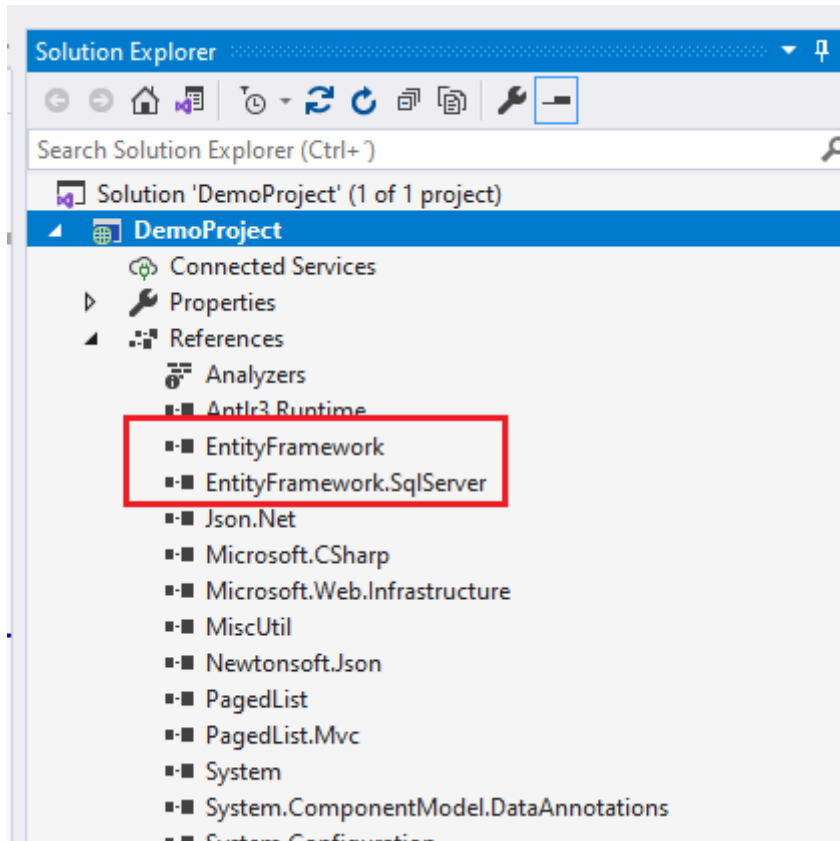 Solution Explorer
Search Solution Explorer (Ctrl+´)
Solution 'DemoProject' (1 of 1 project)
DemoProject
Connected Services
Properties
References
Analyzers
Antlr3.Runtime
EntityFramework
EntityFramework.SqlServer
Json.Net
Microsoft.CSharp
Microsoft.Web.Infrastructure
MiscUtil
Newtonsoft.Json
PagedList
PagedList.Mvc
System
System.ComponentModel.DataAnnotations
System.Configuration